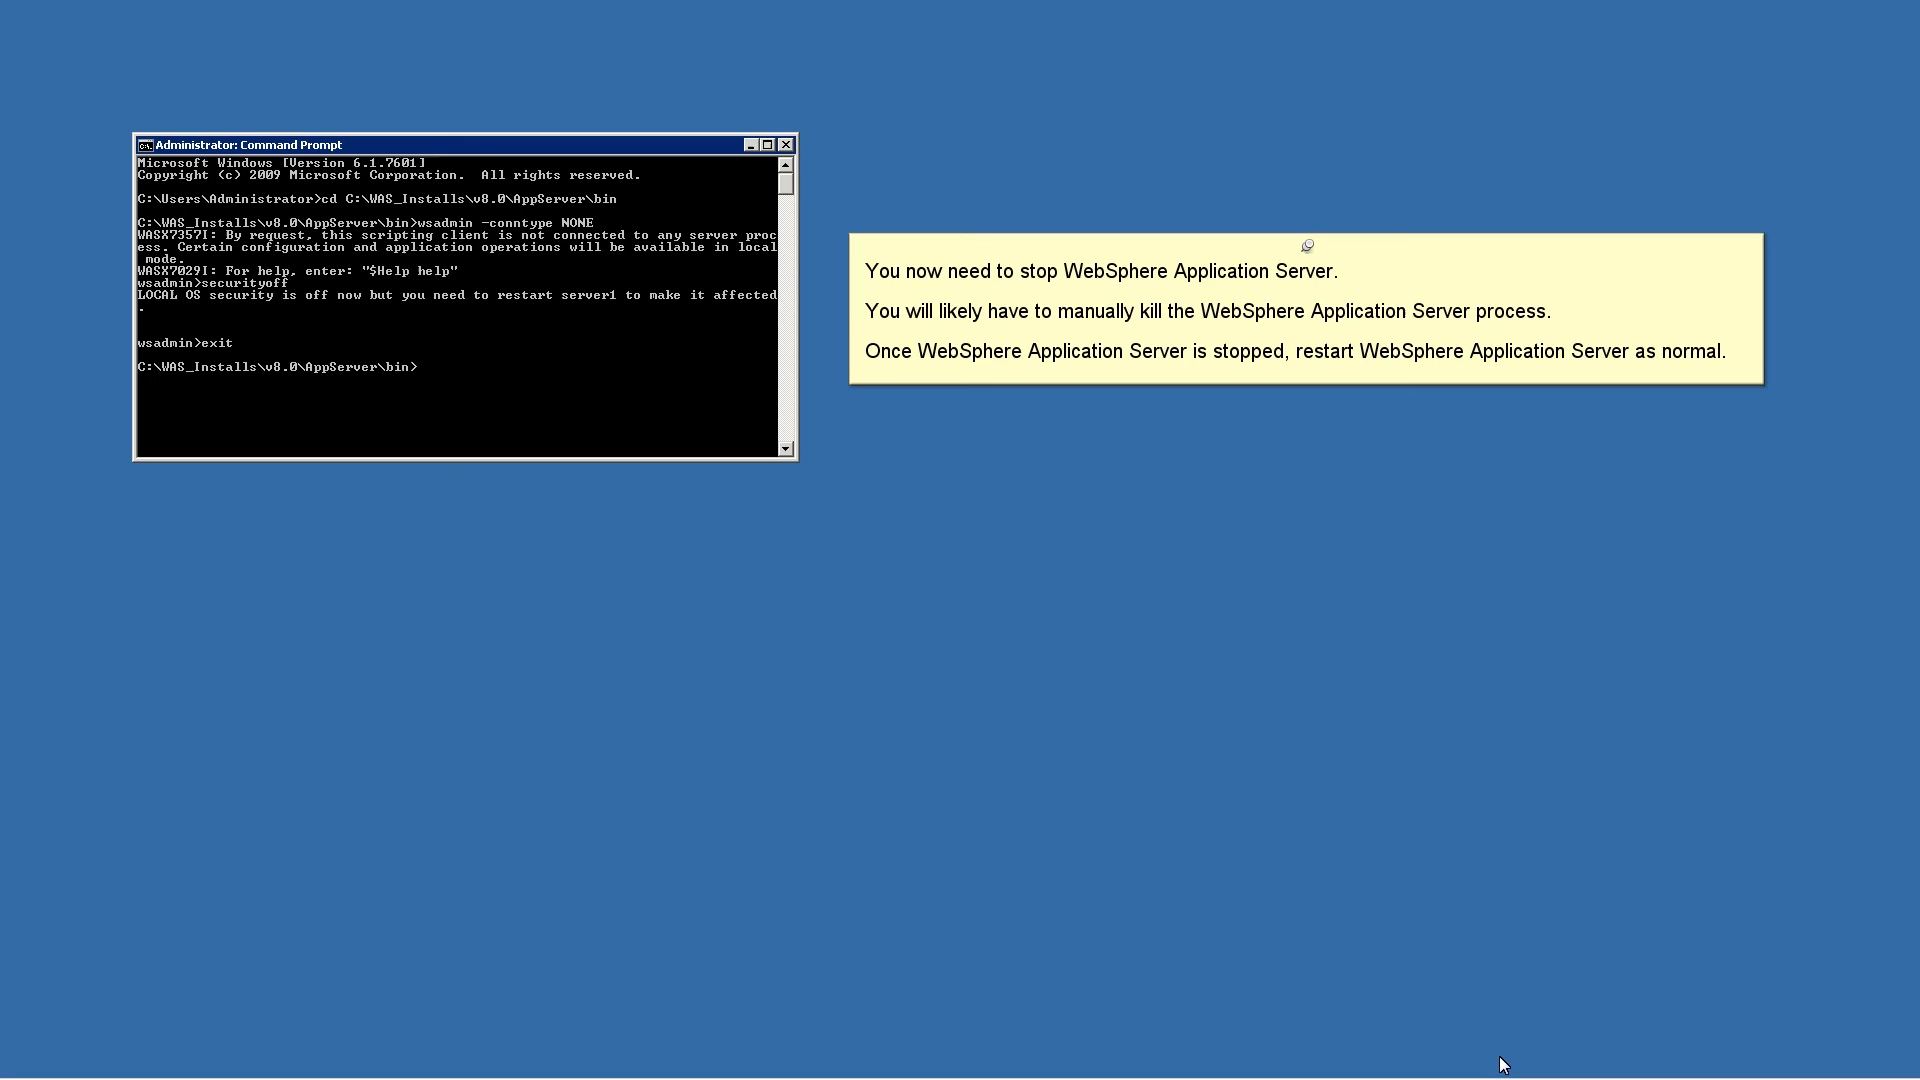 Administrator: Command Prompt
Microsoft Windows [Version 6.1.7601]
Copyright (c) 2009 Microsoft Corporation.  All rights reserved.
C:\Users\Administrator>cd C:\WAS_Installs\v8.0\AppServer\bin
C:\WAS_Installs\v8.0\AppServer\bin>wsadmin -conntype NONE
WASX7357I: By request, this scripting client is not connected to any server proc
ess. Certain configuration and application operations will be available in local
 mode.
WASX7029I: For help, enter: "$Help help"
wsadmin>securityoff
LOCAL OS security is off now but you need to restart server1 to make it affected
.
wsadmin>exit
C:\WAS_Installs\v8.0\AppServer\bin>
You now need to stop WebSphere Application Server.
You will likely have to manually kill the WebSphere Application Server process.
Once WebSphere Application Server is stopped, restart WebSphere Application Server as normal.